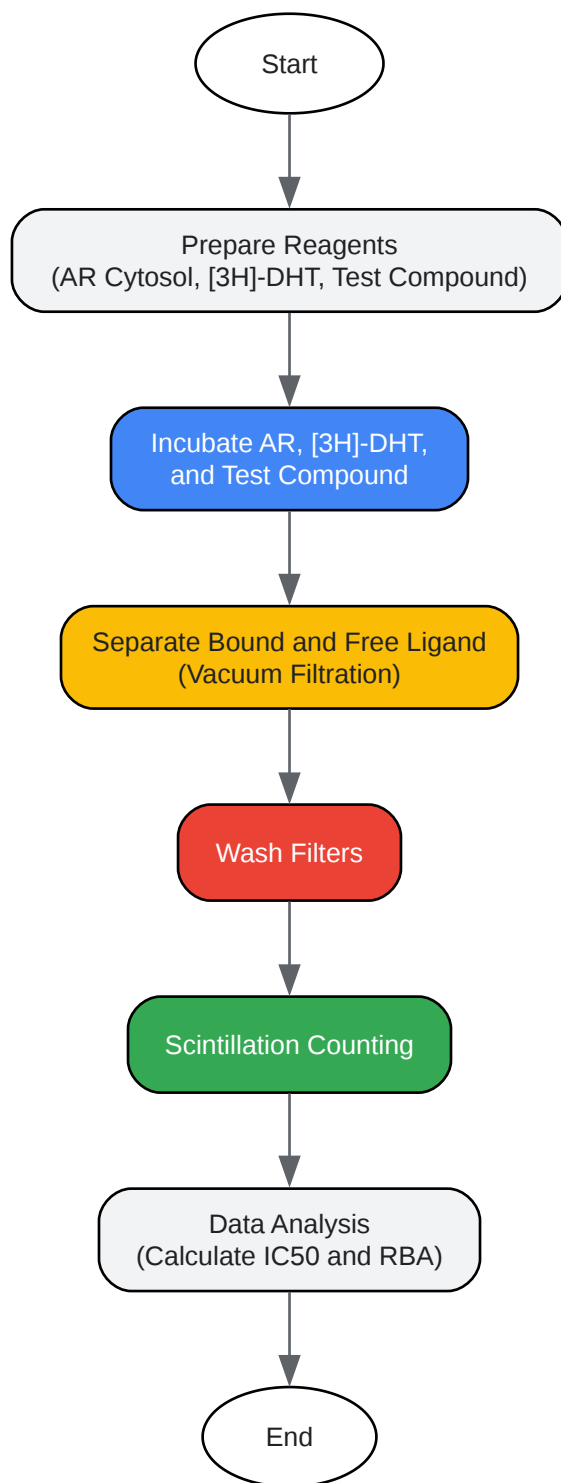 Start
Prepare Reagents
(AR Cytosol, [3H]-DHT, Test Compound)
Incubate AR, [3H]-DHT,
and Test Compound
Separate Bound and Free Ligand
(Vacuum Filtration)
Wash Filters
Scintillation Counting
Data Analysis
(Calculate IC50 and RBA)
End